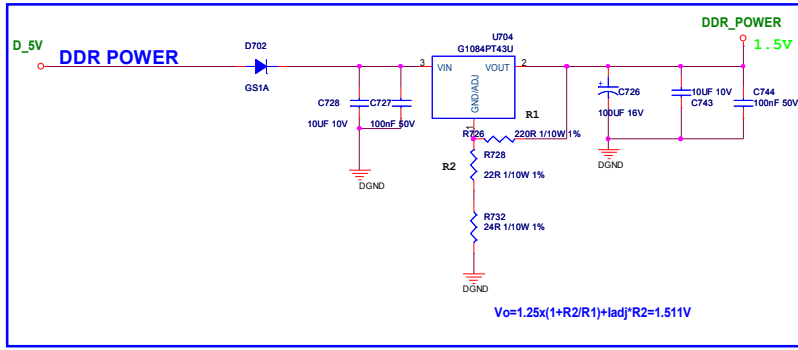 DDR_POWER
1.5V
D_5V
DDR POWER
D702
GS1A
U704
G1084PT43U
3
VIN
VOUT
2
GND/ADJ
1
C728
10UF 10V
C727
100nF 50V
DGND
R1
R726
220R 1/10W 1%
R2
R728
22R 1/10W 1%
R732
24R 1/10W 1%
DGND
+
C726
100UF 16V
10UF 10V
C743
C744
100nF 50V
DGND
Vo=1.25x(1+R2/R1)+Iadj*R2=1.511V